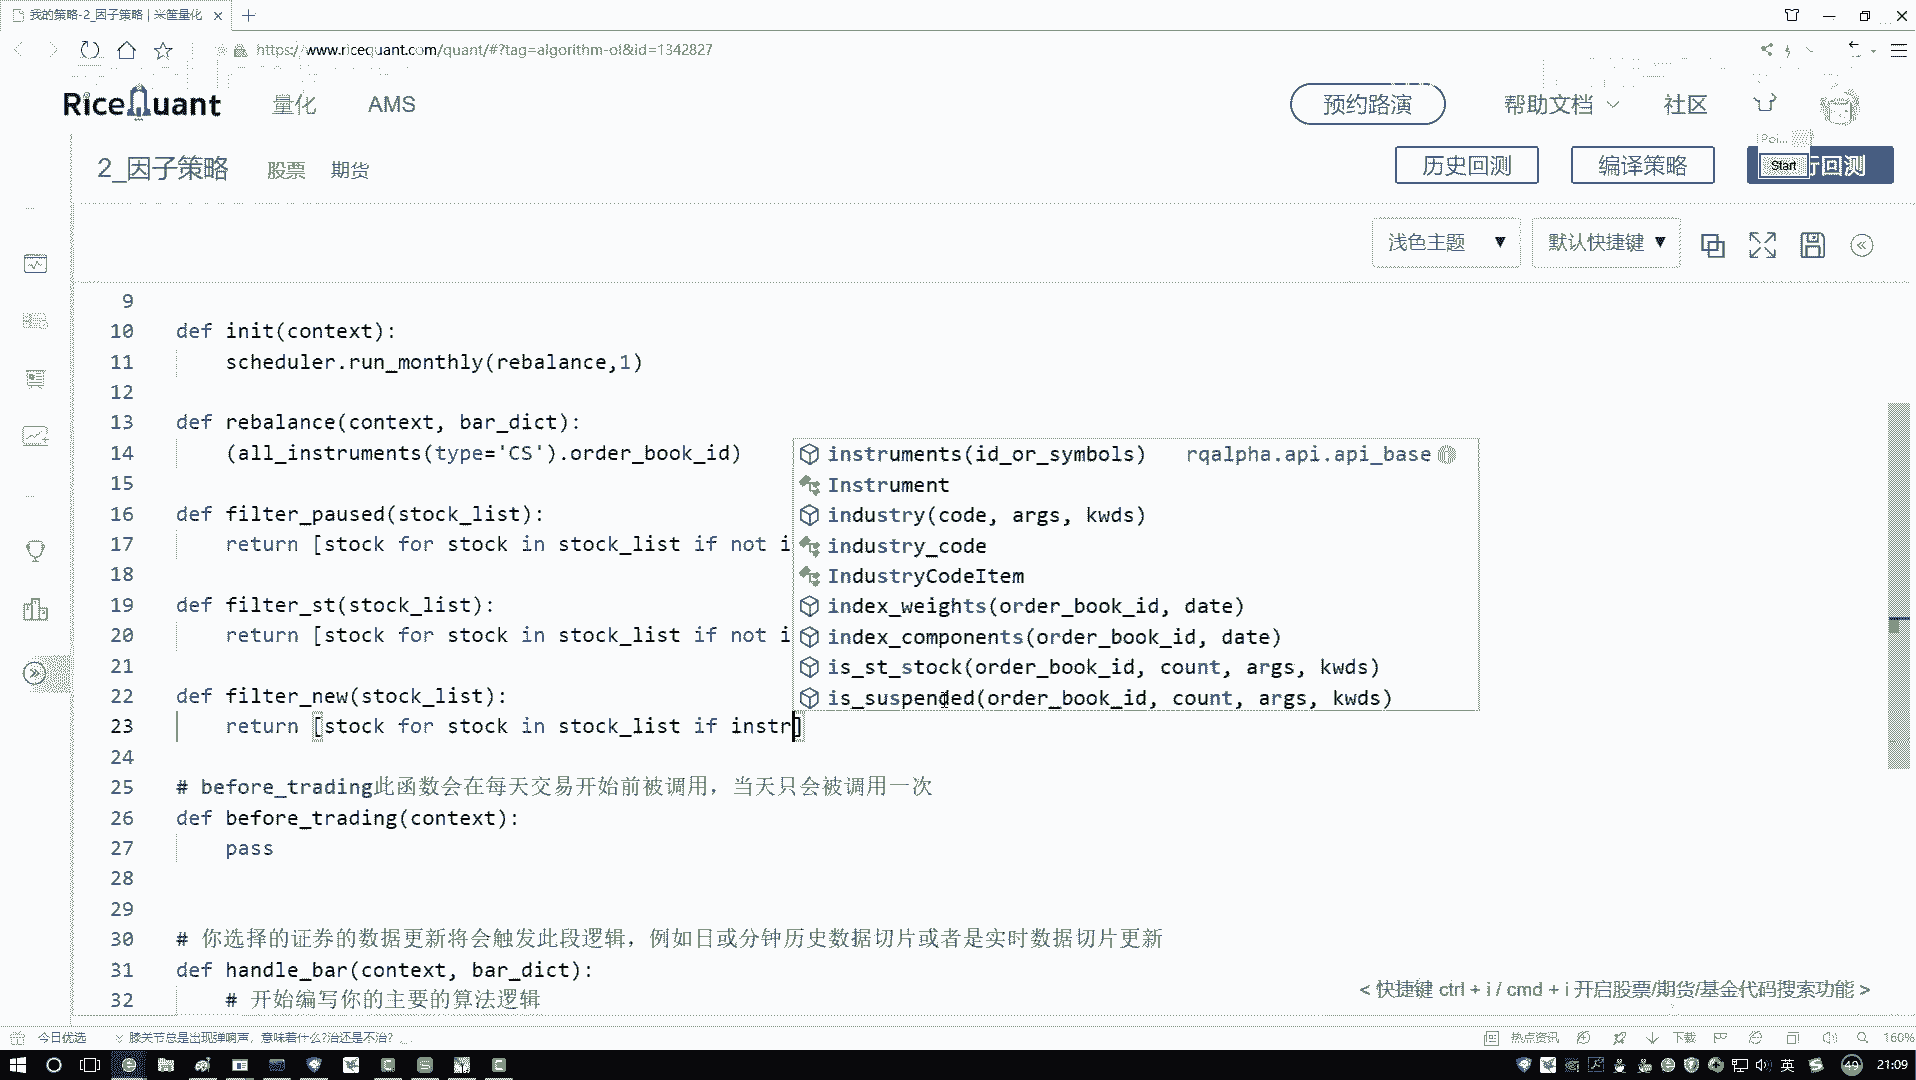 我的策略-2_因子策略 | 米筐量化
https://www.ricequant.com/quant/#?tag=algorithm-ol&id=1342827
RiceQuant 量化 AMS 预约路演 帮助文档 社区
Poi...
2_因子策略 股票 期货 历史回测 编译策略 Start 行回测
浅色主题 ▼ 默认快捷键 ▼
9
10 def init(context):
11 scheduler.run_monthly(rebalance,1)
12
13 def rebalance(context, bar_dict):
14 (all_instruments(type='CS').order_book_id)
15
16 def filter_paused(stock_list):
17 return [stock for stock in stock_list if not i
18
19 def filter_st(stock_list):
20 return [stock for stock in stock_list if not i
21
22 def filter_new(stock_list):
23 return [stock for stock in stock_list if instr]
24
25 # before_trading此函数会在每天交易开始前被调用，当天只会被调用一次
26 def before_trading(context):
27 pass
28
29
30 # 你选择的证券的数据更新将会触发此段逻辑，例如日或分钟历史数据切片或者是实时数据切片更新
31 def handle_bar(context, bar_dict):
32 # 开始编写你的主要的算法逻辑
instruments(id_or_symbols) rqalpha.api.api_base
Instrument
industry(code, args, kwds)
industry_code
IndustryCodeItem
index_weights(order_book_id, date)
index_components(order_book_id, date)
is_st_stock(order_book_id, count, args, kwds)
is_suspended(order_book_id, count, args, kwds)
< 快捷键 ctrl + i / cmd + i 开启股票/期货/基金代码搜索功能 >
今日优选 膝关节总是出现弹响声，意味着什么?治还是不治? 热点资讯 下载 160%
英 49 21:09